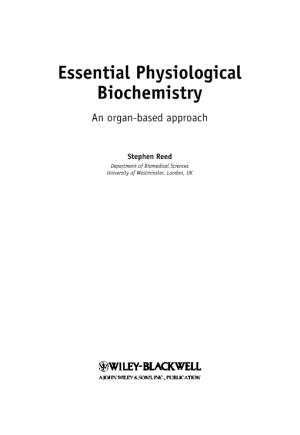 Essential Physiological
Biochemistry
An organ-based approach
Stephen Reed
Department of Biomedical Sciences
University of Westminster, London, UK
WILEY-BLACKWELL
A JOHN WILEY & SONS, INC., PUBLICATION